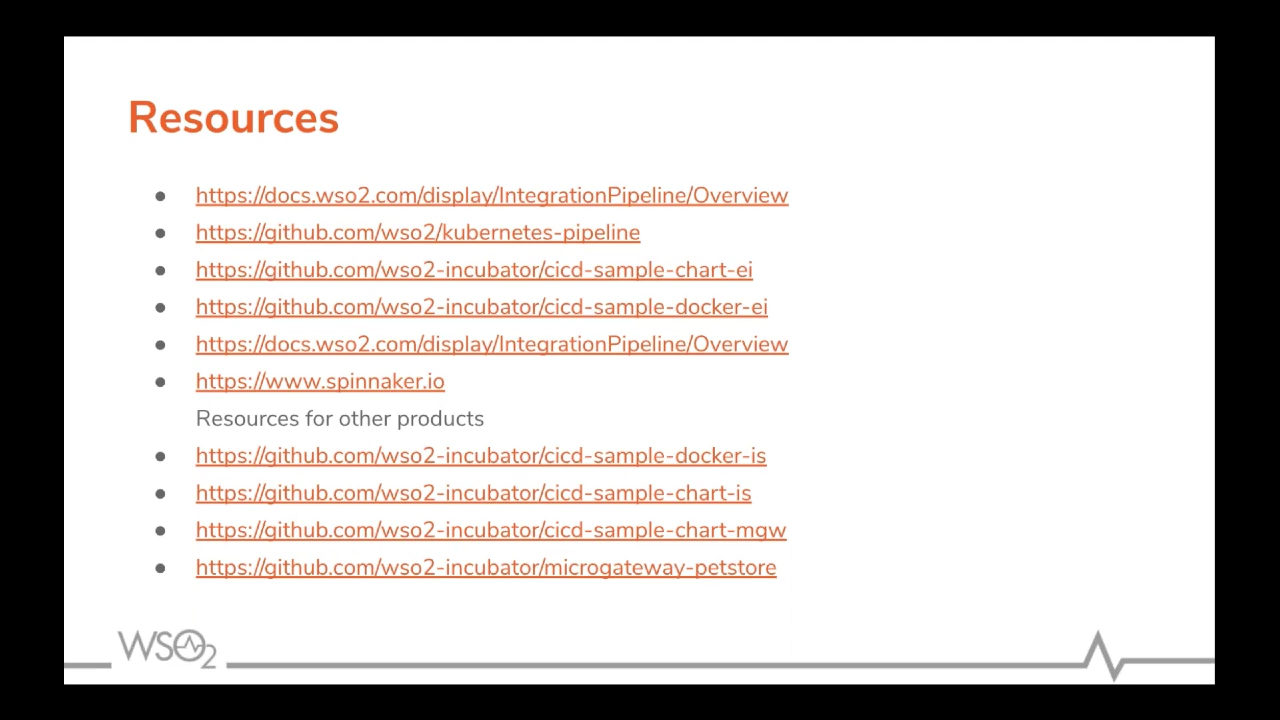 Resources
● https://docs.wso2.com/display/IntegrationPipeline/Overview
● https://github.com/wso2/kubernetes-pipeline
● https://github.com/wso2-incubator/cicd-sample-chart-ei
● https://github.com/wso2-incubator/cicd-sample-docker-ei
● https://docs.wso2.com/display/IntegrationPipeline/Overview
● https://www.spinnaker.io
Resources for other products
● https://github.com/wso2-incubator/cicd-sample-docker-is
● https://github.com/wso2-incubator/cicd-sample-chart-is
● https://github.com/wso2-incubator/cicd-sample-chart-mgw
● https://github.com/wso2-incubator/microgateway-petstore
WSO2